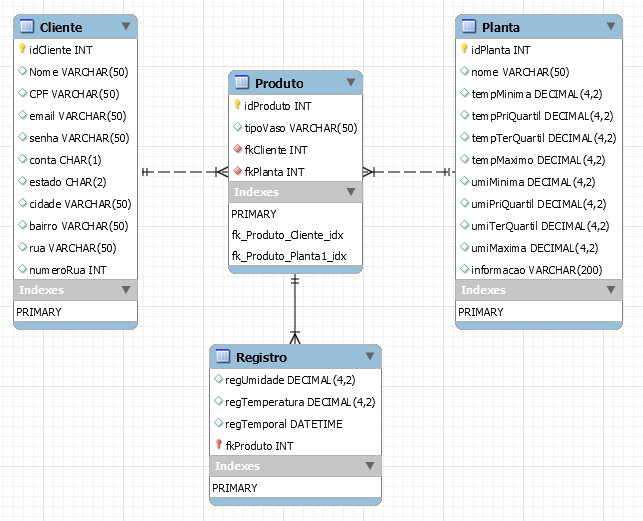 Cliente
idCliente INT
Nome VARCHAR(50)
CPF VARCHAR(50)
email VARCHAR(50)
senha VARCHAR(50)
conta CHAR(1)
estado CHAR(2)
cidade VARCHAR(50)
bairro VARCHAR(50)
rua VARCHAR(50)
numeroRua INT
Indexes
PRIMARY
Produto
idProduto INT
tipoVaso VARCHAR(50)
fkCliente INT
fkPlanta INT
Indexes
PRIMARY
fk_Produto_Cliente_idx
fk_Produto_Planta1_idx
Planta
idPlanta INT
nome VARCHAR(50)
tempMinima DECIMAL(4,2)
tempPriQuartil DECIMAL(4,2)
tempTerQuartil DECIMAL(4,2)
tempMaximo DECIMAL(4,2)
umiMinima DECIMAL(4,2)
umiPriQuartil DECIMAL(4,2)
umiTerQuartil DECIMAL(4,2)
umiMaxima DECIMAL(4,2)
informacao VARCHAR(200)
Indexes
PRIMARY
Registro
regUmidade DECIMAL(4,2)
regTemperatura DECIMAL(4,2)
regTemporal DATETIME
fkProduto INT
Indexes
PRIMARY